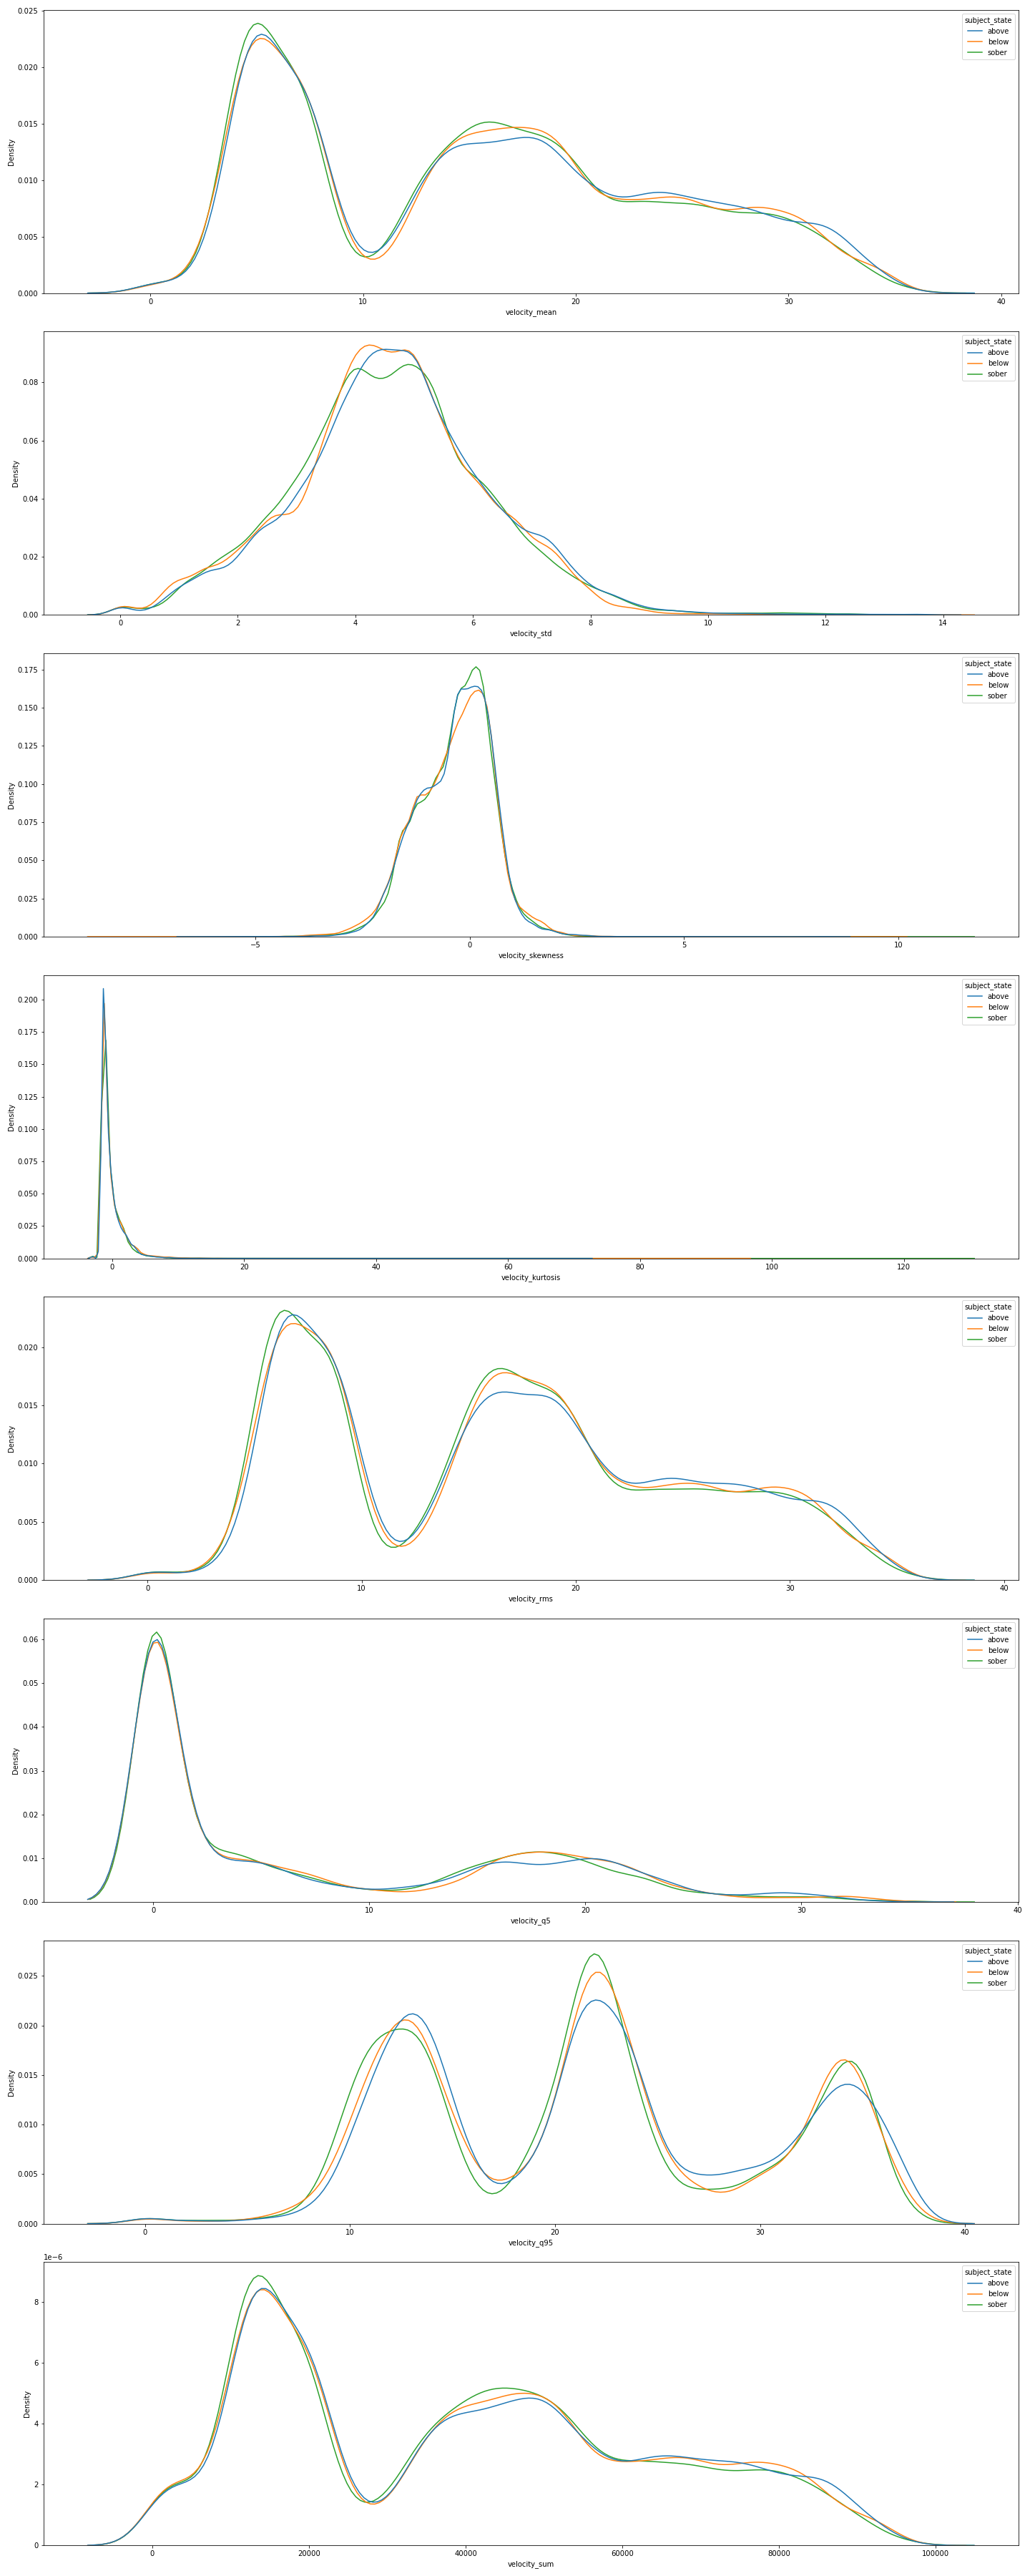 subject_state
above
below
sober
0.025
0.020
0.015
0.010
0.005
0.000
Density
0
10
20
30
40
velocity_mean
subject_state
above
below
sober
0.08
0.06
0.04
0.02
0.00
Density
0
2
4
6
8
10
12
14
velocity_std
subject_state
above
below
sober
0.175
0.150
0.125
0.100
0.075
0.050
0.025
0.000
Density
−5
0
5
10
velocity_skewness
subject_state
above
below
sober
0.200
0.175
0.150
0.125
0.100
0.075
0.050
0.025
0.000
Density
0
20
40
60
80
100
120
velocity_kurtosis
subject_state
above
below
sober
0.020
0.015
0.010
0.005
0.000
Density
0
10
20
30
40
velocity_rms
subject_state
above
below
sober
0.06
0.05
0.04
0.03
0.02
0.01
0.00
Density
0
10
20
30
40
velocity_q5
subject_state
above
below
sober
0.025
0.020
0.015
0.010
0.005
0.000
Density
0
10
20
30
40
velocity_q95
1e−6
subject_state
above
below
sober
8
6
4
2
0
Density
0
20000
40000
60000
80000
100000
velocity_sum